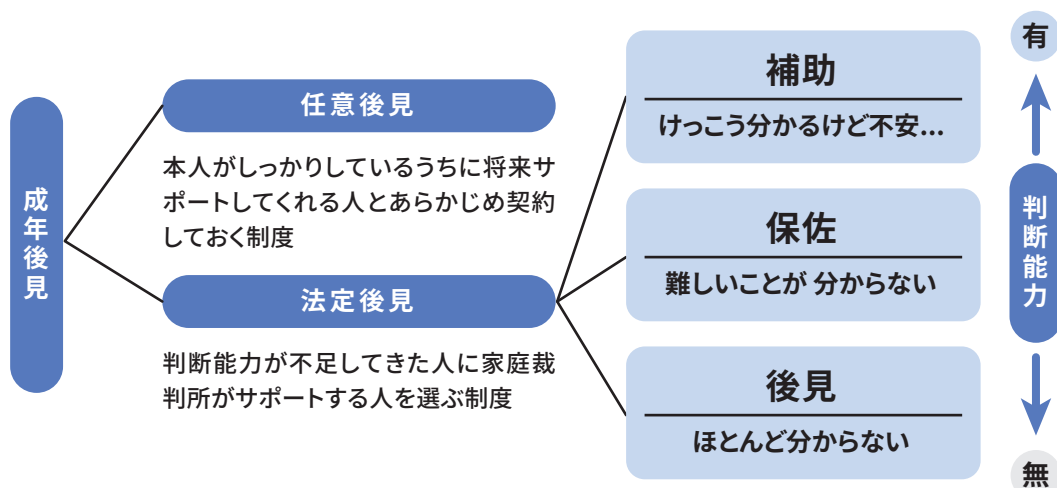 成年後見
任意後見
本人がしっかりしているうちに将来サ
ポートしてくれる人とあらかじめ契約
しておく制度
法定後見
判断能力が不足してきた人に家庭裁
判所がサポートする人を選ぶ制度
補助
けっこう分かるけど不安...
保佐
難しいことが 分からない
後見
ほとんど分からない
有
判断能力
無